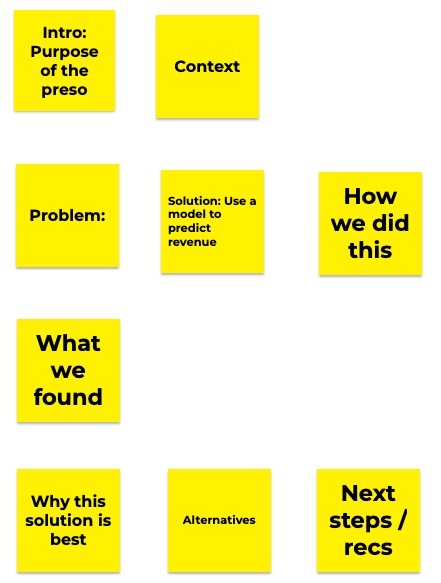 Intro:
Purpose
of the
preso
Context
Problem:
Solution: Use a
model to
predict
revenue
How
we did
this
What
we
found
Why this
solution is
best
Alternatives
Next
steps /
recs